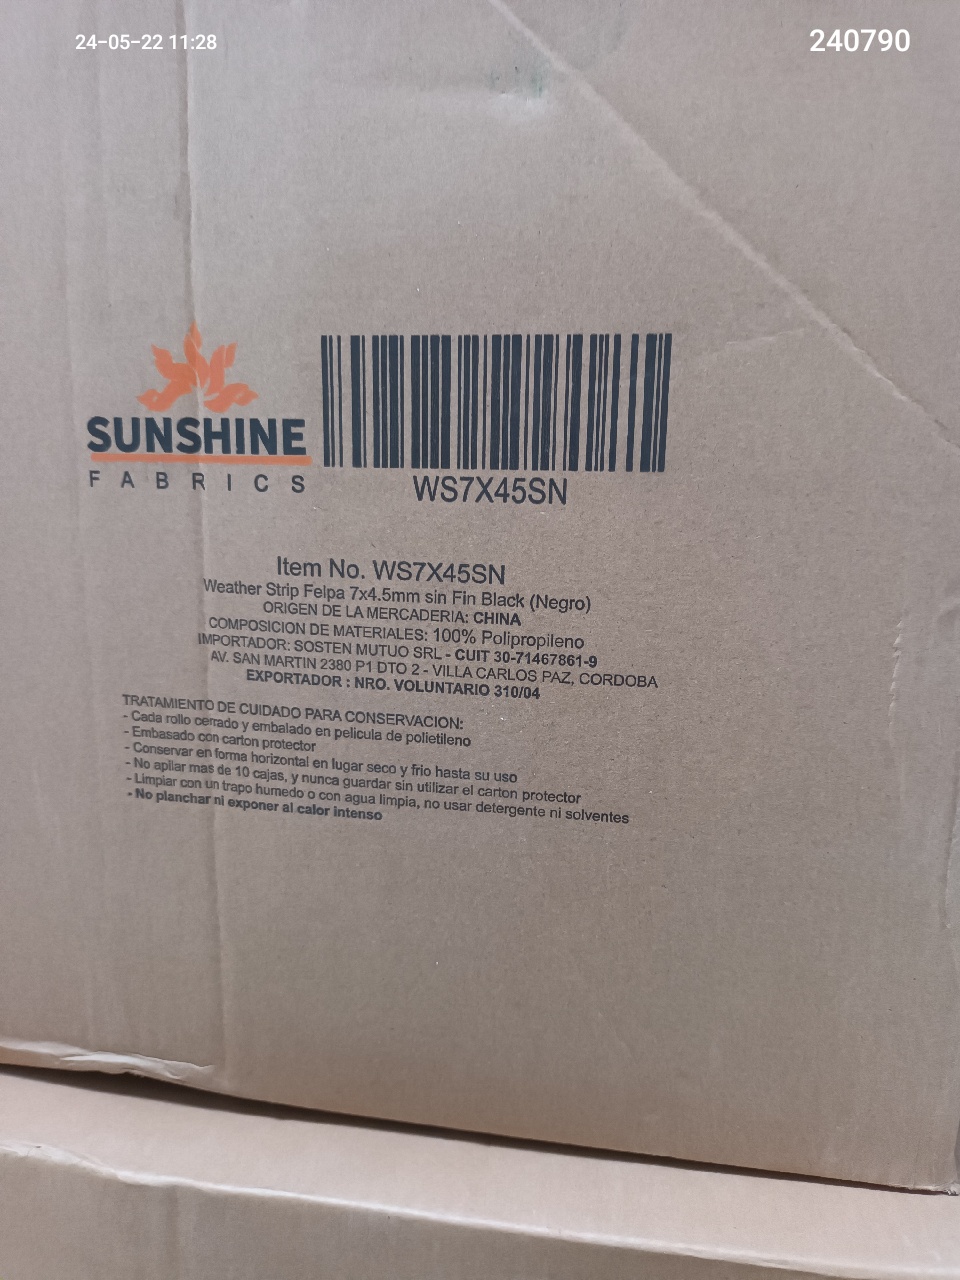 24-05-22 11:28
240790
SUNSHINE
FABRICS
WS7X45SN
Item No. WS7X45SN
Weather Strip Felpa 7x4.5mm sin Fin Black (Negro)
ORIGEN DE LA MERCADERIA: CHINA
COMPOSICION DE MATERIALES: 100% Polipropileno
IMPORTADOR: SOSTEN MUTUO SRL - CUIT 30-71467861-9
AV. SAN MARTIN 2380 P1 DTO 2 - VILLA CARLOS PAZ, CORDOBA
EXPORTADOR : NRO. VOLUNTARIO 310/04
TRATAMIENTO DE CUIDADO PARA CONSERVACION:
- Cada rollo cerrado y embalado en pelicula de polietileno
- Embasado con carton protector
- Conservar en forma horizontal en lugar seco y frio hasta su uso
- No apilar mas de 10 cajas, y nunca guardar sin utilizar el carton protector
- Limpiar con un trapo humedo o con agua limpia, no usar detergente ni solventes
- No planchar ni exponer al calor intenso